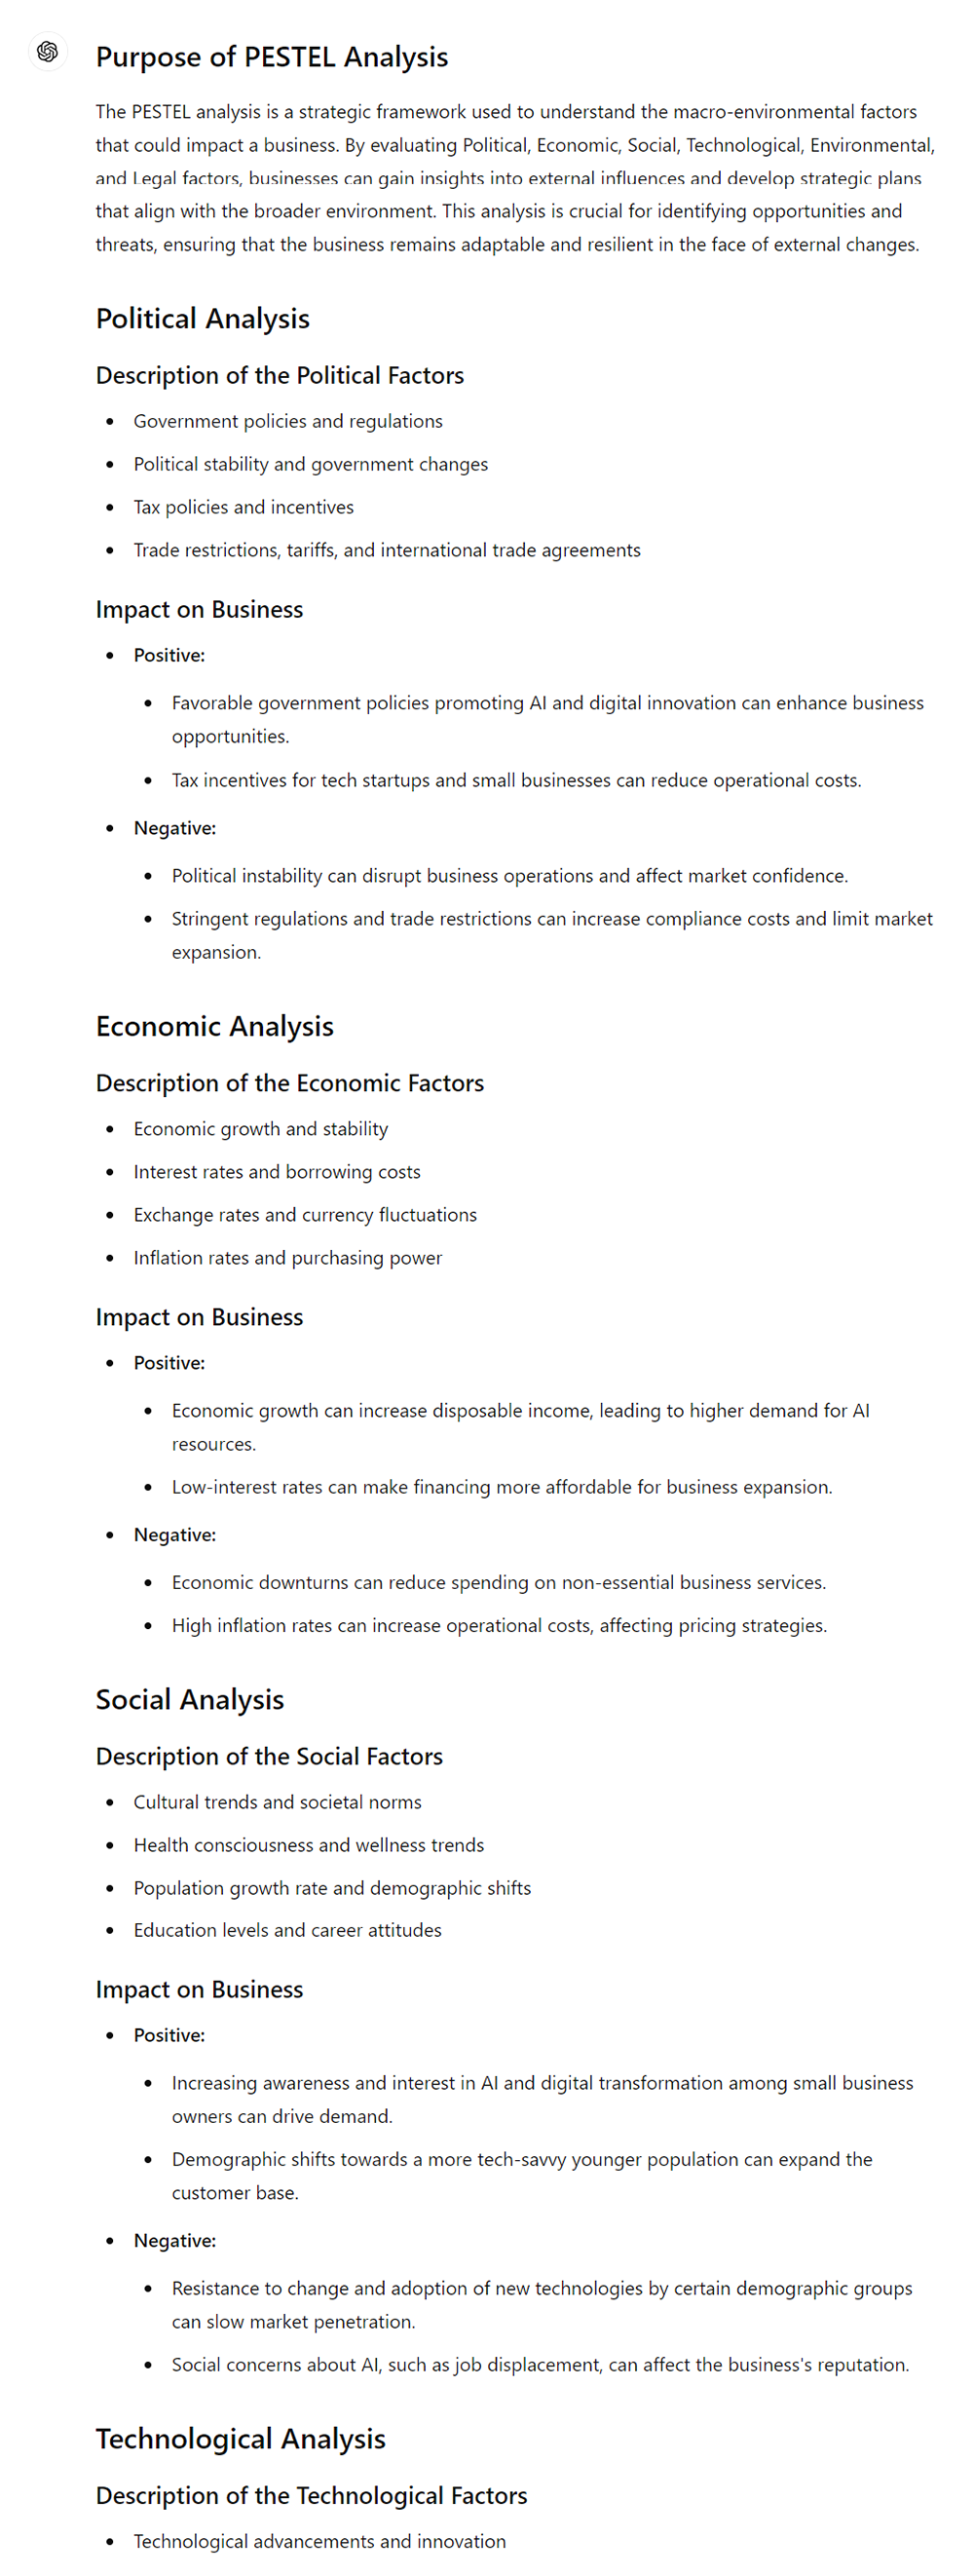 Purpose of PESTEL Analysis
The PESTEL analysis is a strategic framework used to understand the macro-environmental factors
that could impact a business. By evaluating Political, Economic, Social, Technological, Environmental,
and Legal factors, businesses can gain insights into external influences and develop strategic plans
that align with the broader environment. This analysis is crucial for identifying opportunities and
threats, ensuring that the business remains adaptable and resilient in the face of external changes.
Political Analysis
Description of the Political Factors
• Government policies and regulations
• Political stability and government changes
• Tax policies and incentives
• Trade restrictions, tariffs, and international trade agreements
Impact on Business
• Positive:
• Favorable government policies promoting AI and digital innovation can enhance business
opportunities.
• Tax incentives for tech startups and small businesses can reduce operational costs.
• Negative:
• Political instability can disrupt business operations and affect market confidence.
• Stringent regulations and trade restrictions can increase compliance costs and limit market
expansion.
Economic Analysis
Description of the Economic Factors
• Economic growth and stability
• Interest rates and borrowing costs
• Exchange rates and currency fluctuations
• Inflation rates and purchasing power
Impact on Business
• Positive:
• Economic growth can increase disposable income, leading to higher demand for AI
resources.
• Low-interest rates can make financing more affordable for business expansion.
• Negative:
• Economic downturns can reduce spending on non-essential business services.
• High inflation rates can increase operational costs, affecting pricing strategies.
Social Analysis
Description of the Social Factors
• Cultural trends and societal norms
• Health consciousness and wellness trends
• Population growth rate and demographic shifts
• Education levels and career attitudes
Impact on Business
• Positive:
• Increasing awareness and interest in AI and digital transformation among small business
owners can drive demand.
• Demographic shifts towards a more tech-savvy younger population can expand the
customer base.
• Negative:
• Resistance to change and adoption of new technologies by certain demographic groups
can slow market penetration.
• Social concerns about AI, such as job displacement, can affect the business's reputation.
Technological Analysis
Description of the Technological Factors
• Technological advancements and innovation